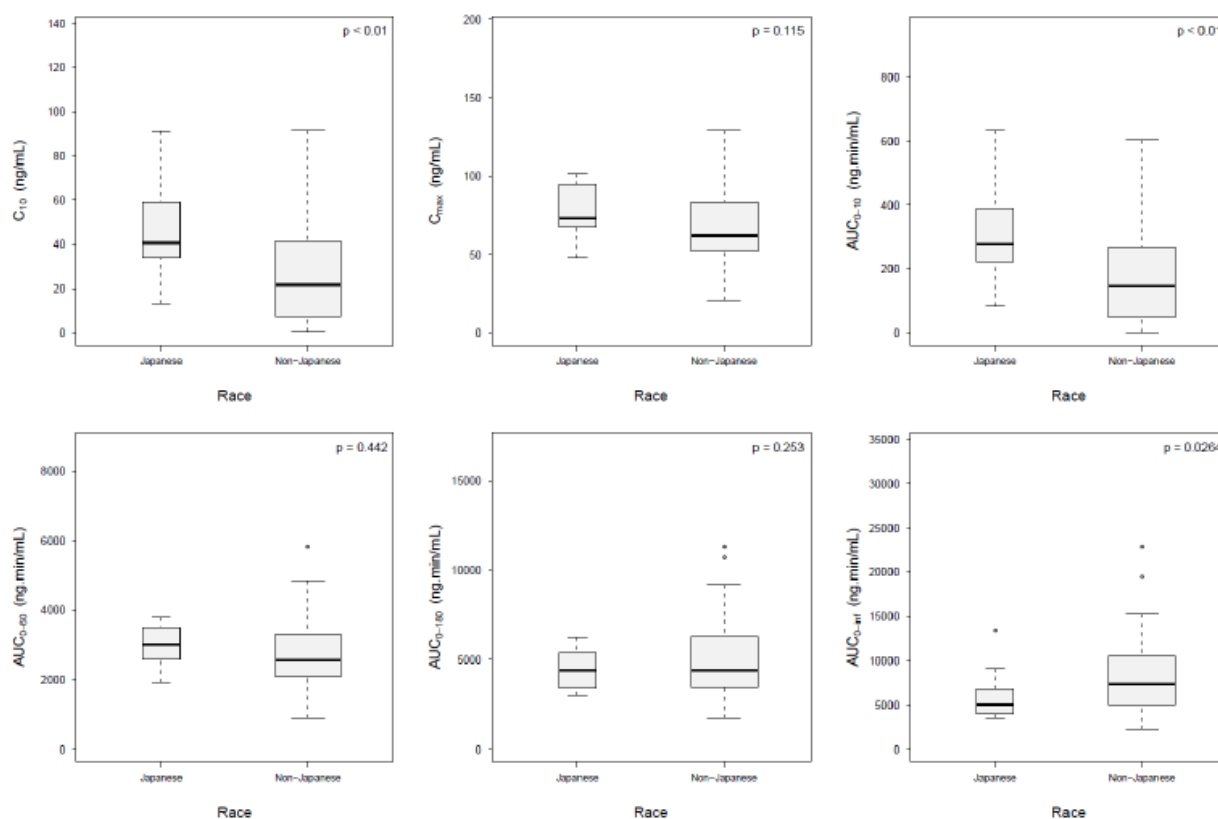 p < 0.01
140
120
100
80
60
40
20
0
C10 (ng/mL)
Japanese
Non-Japanese
Race
p = 0.115
200
150
100
50
0
Cmax (ng/mL)
Japanese
Non-Japanese
Race
p < 0.01
800
600
400
200
0
AUC0-10 (ng.min/mL)
Japanese
Non-Japanese
Race
p = 0.442
8000
6000
4000
2000
0
AUC0-60 (ng.min/mL)
Japanese
Non-Japanese
Race
p = 0.253
15000
10000
5000
0
AUC0-180 (ng.min/mL)
Japanese
Non-Japanese
Race
p = 0.0264
35000
30000
25000
20000
15000
10000
5000
0
AUC0-inf (ng.min/mL)
Japanese
Non-Japanese
Race